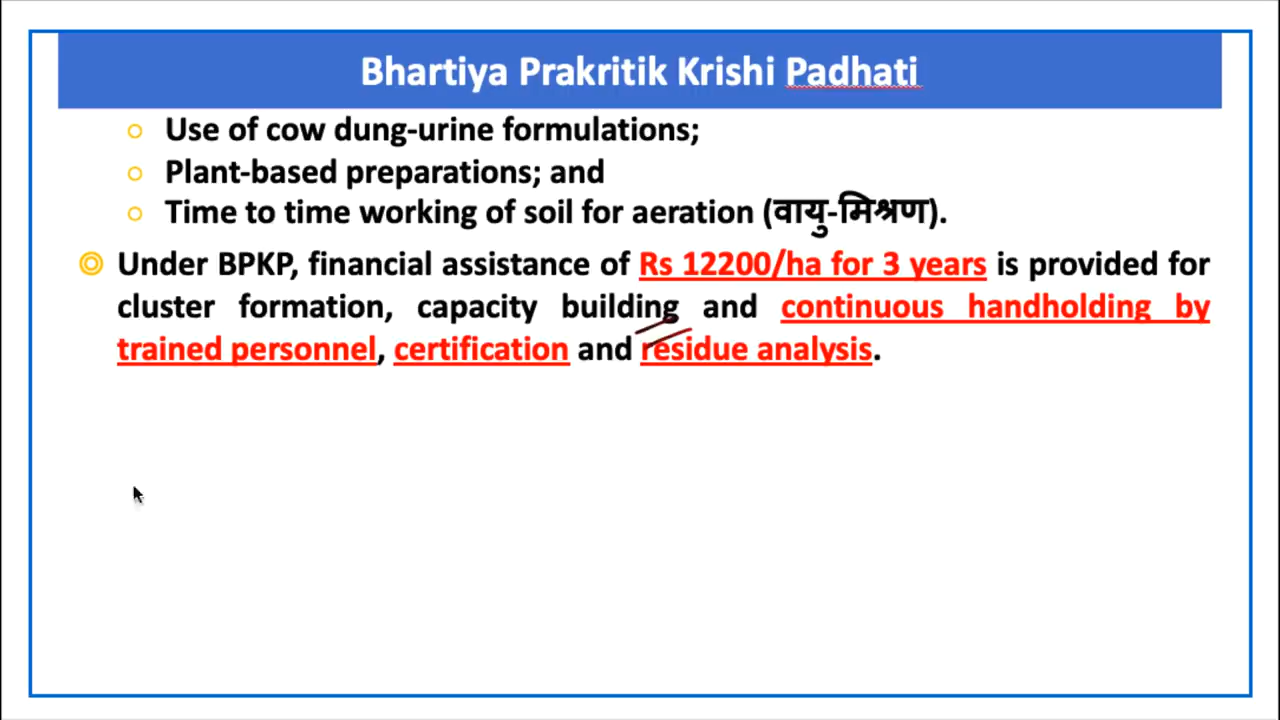 Bhartiya Prakritik Krishi Padhati
Use of cow dung-urine formulations;
Plant-based preparations; and
Time to time working of soil for aeration (वायु-मिश्रण).
Under BPKP, financial assistance of Rs 12200/ha for 3 years is provided for
cluster formation, capacity building and continuous handholding by
trained personnel, certification and residue analysis.